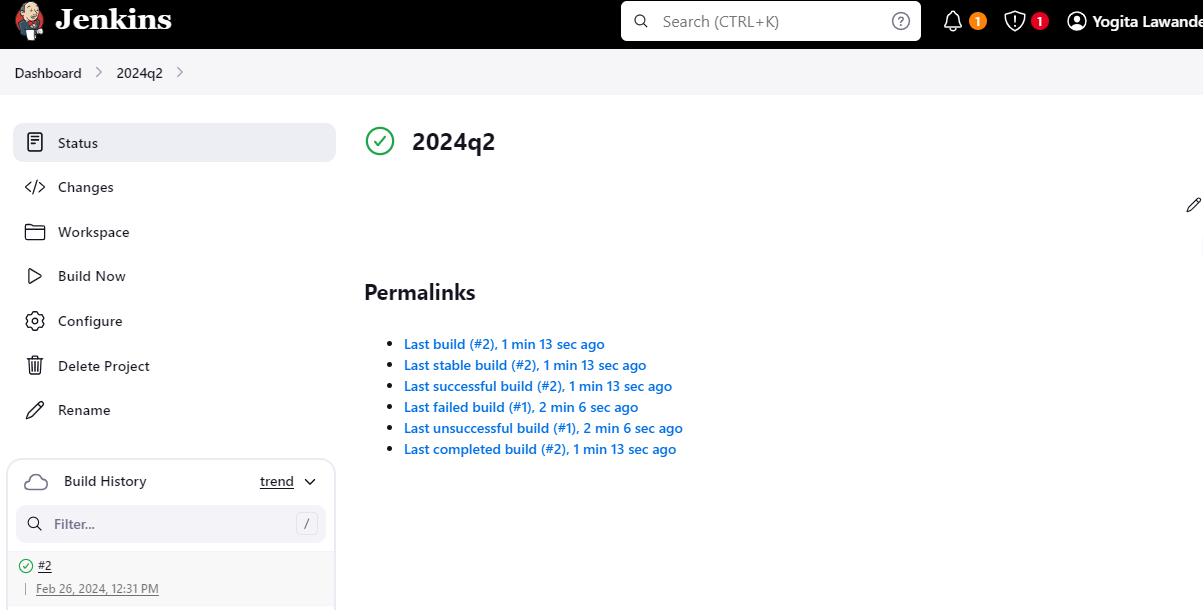 Jenkins
Search (CTRL+K) ?
1 1 Yogita Lawande
Dashboard 2024q2
Status
Changes
Workspace
Build Now
Configure
Delete Project
Rename
2024q2
Permalinks
Last build (#2), 1 min 13 sec ago
Last stable build (#2), 1 min 13 sec ago
Last successful build (#2), 1 min 13 sec ago
Last failed build (#1), 2 min 6 sec ago
Last unsuccessful build (#1), 2 min 6 sec ago
Last completed build (#2), 1 min 13 sec ago
Build History trend
Filter... /
#2
Feb 26, 2024, 12:31 PM